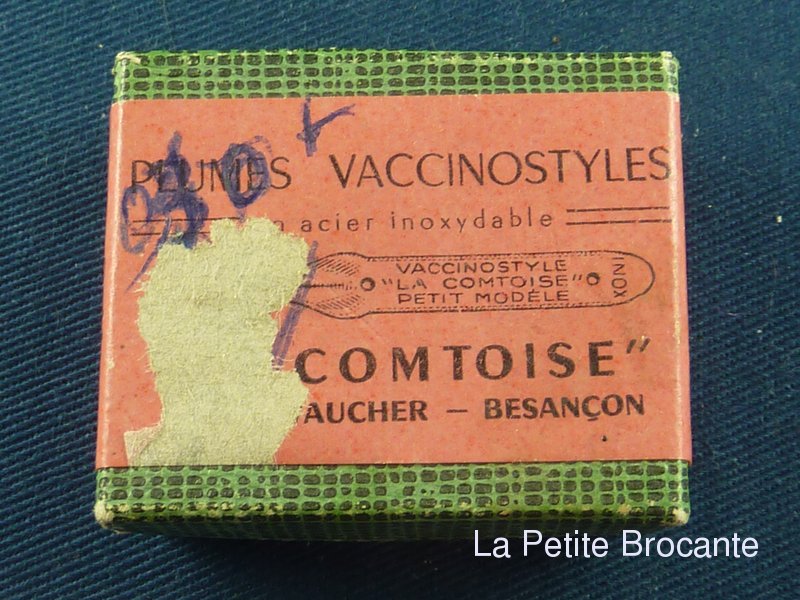 PLUMES VACCINOSTYLES
acier inoxydable
VACCINOSTYLE
"LA COMTOISE"
PETIT MODÈLE
INOX
COMTOISE"
AUCHER — BESANÇON
La Petite Brocante